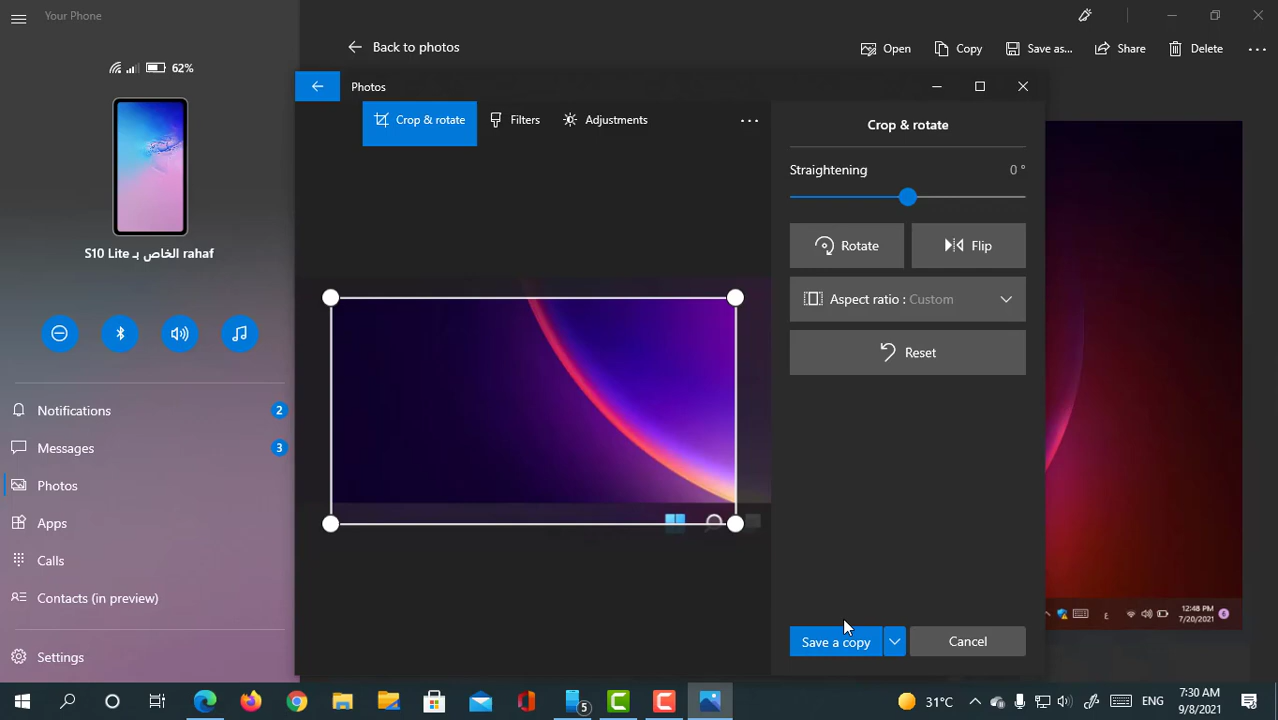 Your Phone
62%
S10 Lite الخاص بـ rahaf
Notifications
2
Messages
3
Photos
Apps
Calls
Contacts (in preview)
Settings
Back to photos
Open
Copy
Save as...
Share
Delete
Photos
Crop & rotate
Filters
Adjustments
Crop & rotate
Straightening
0 °
Rotate
Flip
Aspect ratio : Custom
Reset
Save a copy
Cancel
ع
12:48 PM
7/20/2021
6
5
31°C
ENG
7:30 AM
9/8/2021